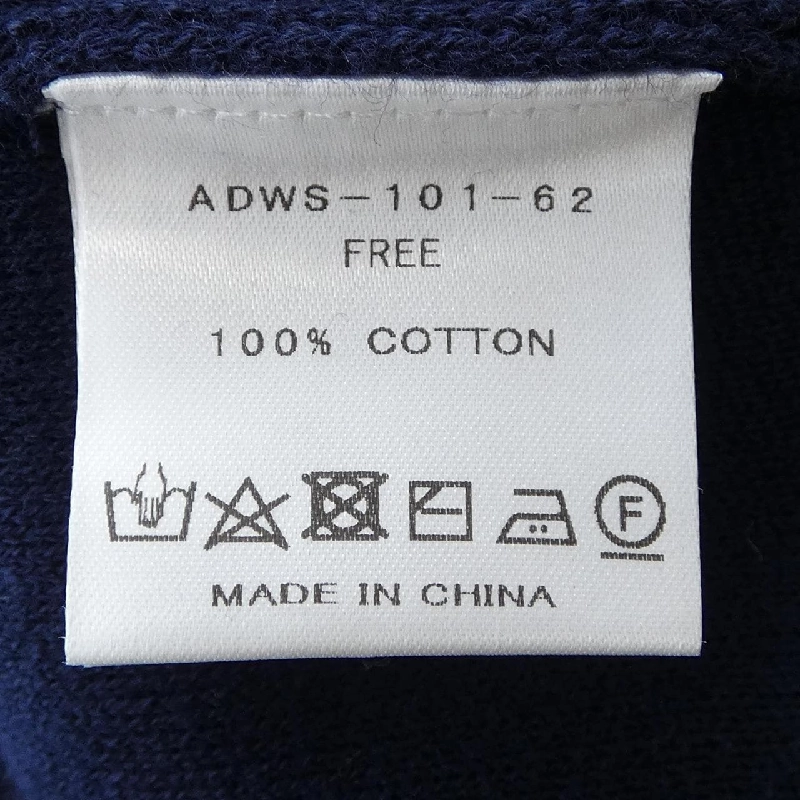 ADWS-101-62
FREE
100% COTTON
F
MADE IN CHINA